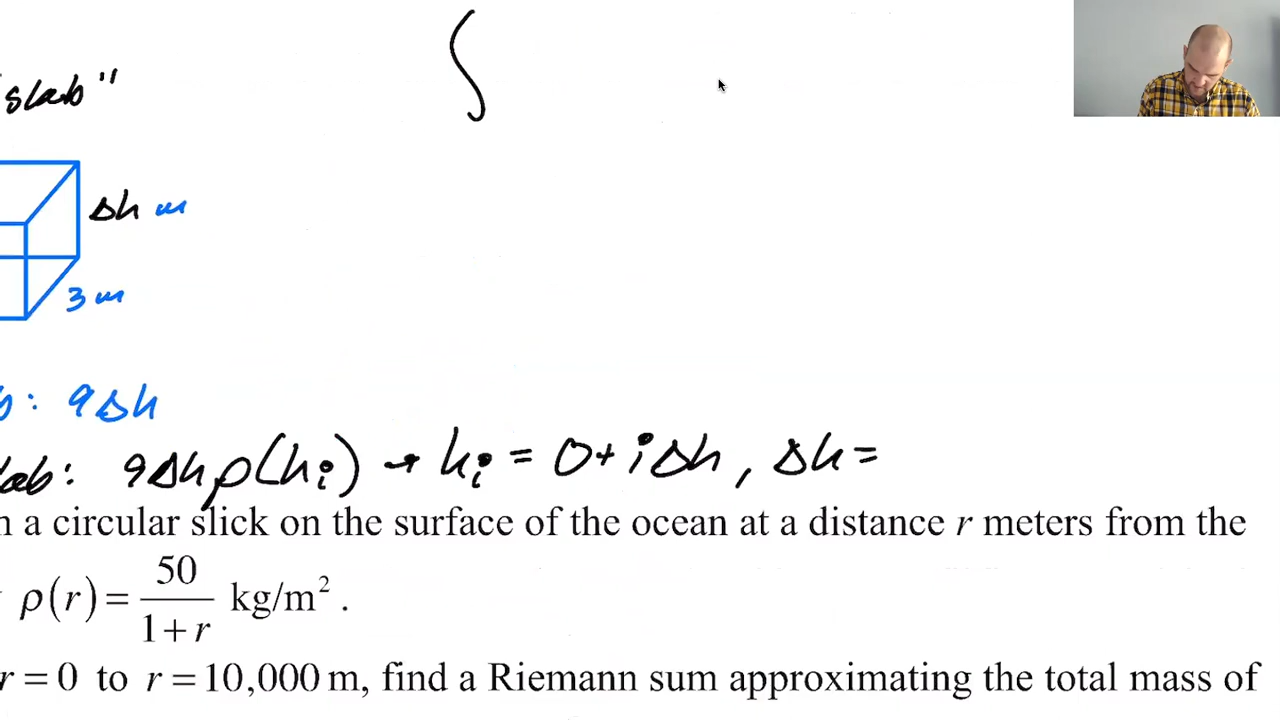 ∫
slab"
Δh m
3 m
: 9Δh
ab: 9Δhρ(hᵢ) → hᵢ = 0 + iΔh, Δh =
a circular slick on the surface of the ocean at a distance r meters from the
ρ(r) = 50/(1+r) kg/m².
r = 0 to r = 10,000 m, find a Riemann sum approximating the total mass of